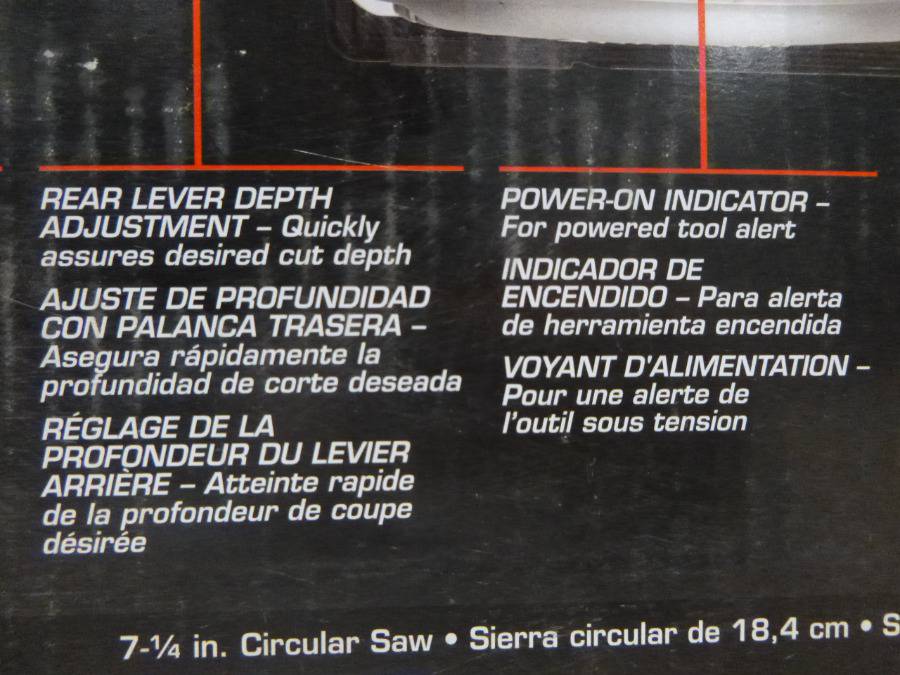 REAR LEVER DEPTH
ADJUSTMENT – Quickly
assures desired cut depth
AJUSTE DE PROFUNDIDAD
CON PALANCA TRASERA –
Asegura rápidamente la
profundidad de corte deseada
RÉGLAGE DE LA
PROFONDEUR DU LEVIER
ARRIÈRE – Atteinte rapide
de la profondeur de coupe
désirée
POWER-ON INDICATOR –
For powered tool alert
INDICADOR DE
ENCENDIDO – Para alerta
de herramienta encendida
VOYANT D'ALIMENTATION –
Pour une alerte de
l'outil sous tension
7-¼ in. Circular Saw • Sierra circular de 18,4 cm • S